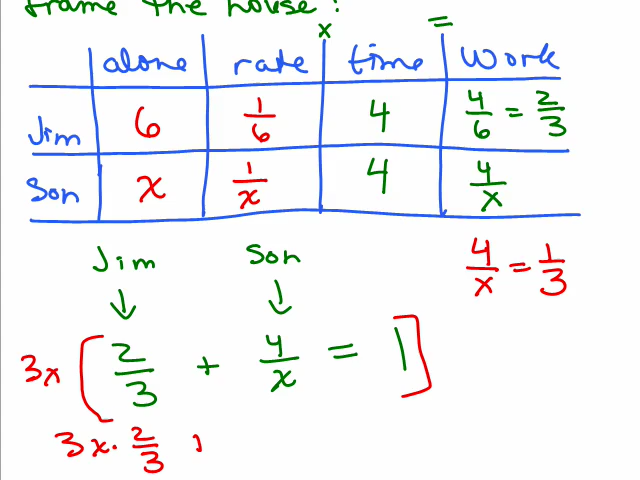 frame the house?
x =
alone rate time Work
Jim 6 1/6 4 4/6 = 2/3
Son x 1/x 4 4/x
Jim Son 4/x = 1/3
↓ ↓
3x [ 2/3 + 4/x = 1 ]
3x · 2/3